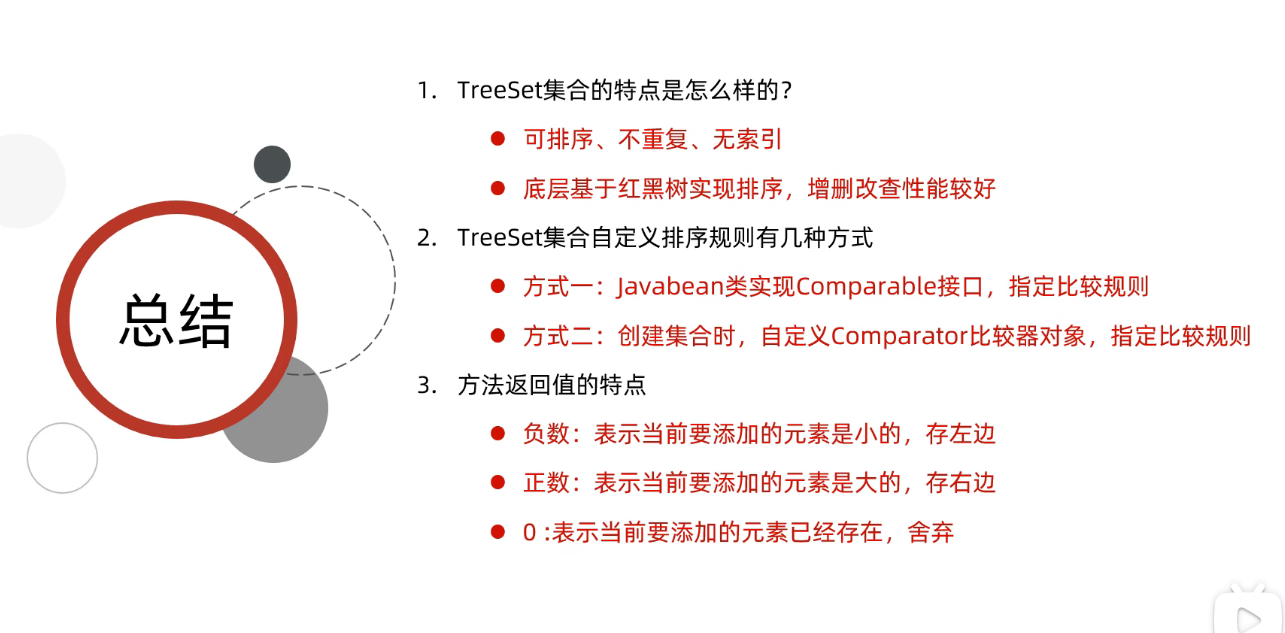 总结
1. TreeSet集合的特点是怎么样的?
可排序、不重复、无索引
底层基于红黑树实现排序，增删改查性能较好
2. TreeSet集合自定义排序规则有几种方式
方式一：Javabean类实现Comparable接口，指定比较规则
方式二：创建集合时，自定义Comparator比较器对象，指定比较规则
3. 方法返回值的特点
负数：表示当前要添加的元素是小的，存左边
正数：表示当前要添加的元素是大的，存右边
0 :表示当前要添加的元素已经存在，舍弃